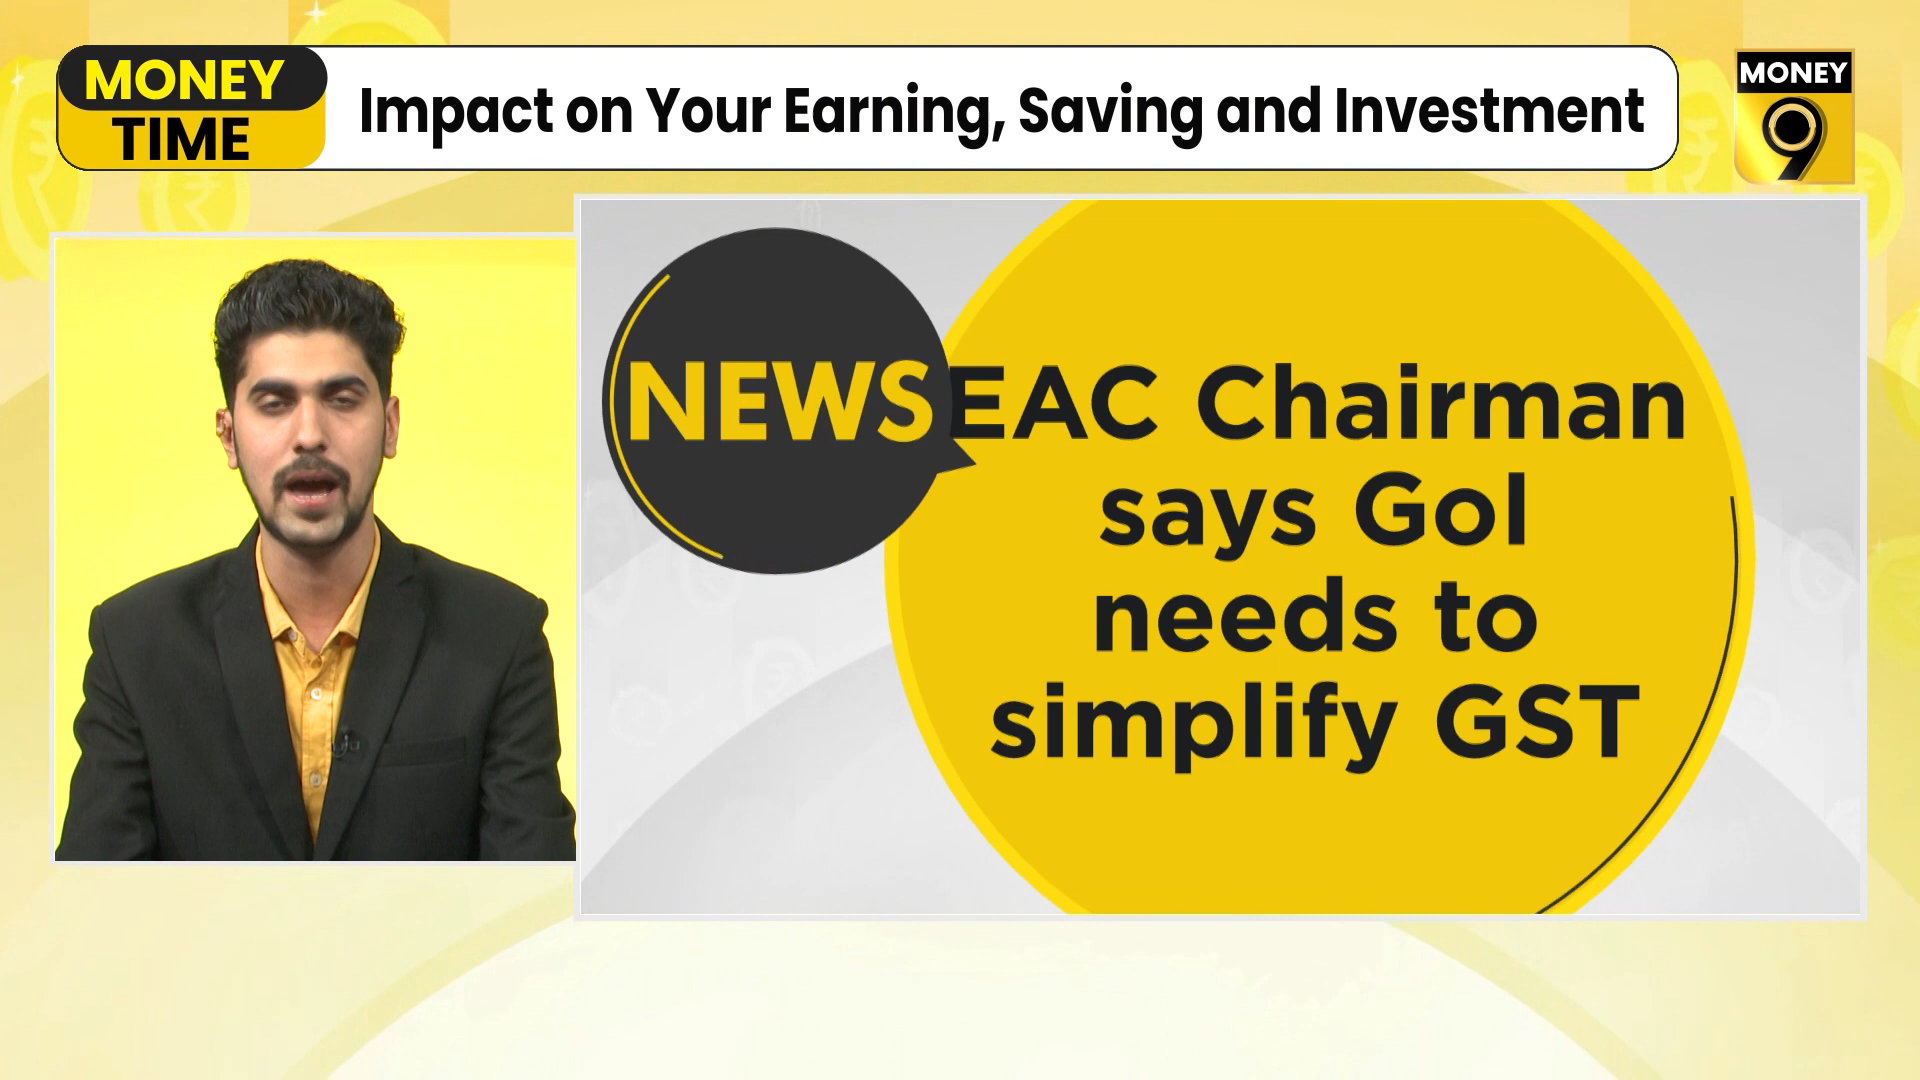 MONEY
TIME
Impact on Your Earning, Saving and Investment
MONEY
9
NEWS
EAC Chairman
says GoI
needs to
simplify GST